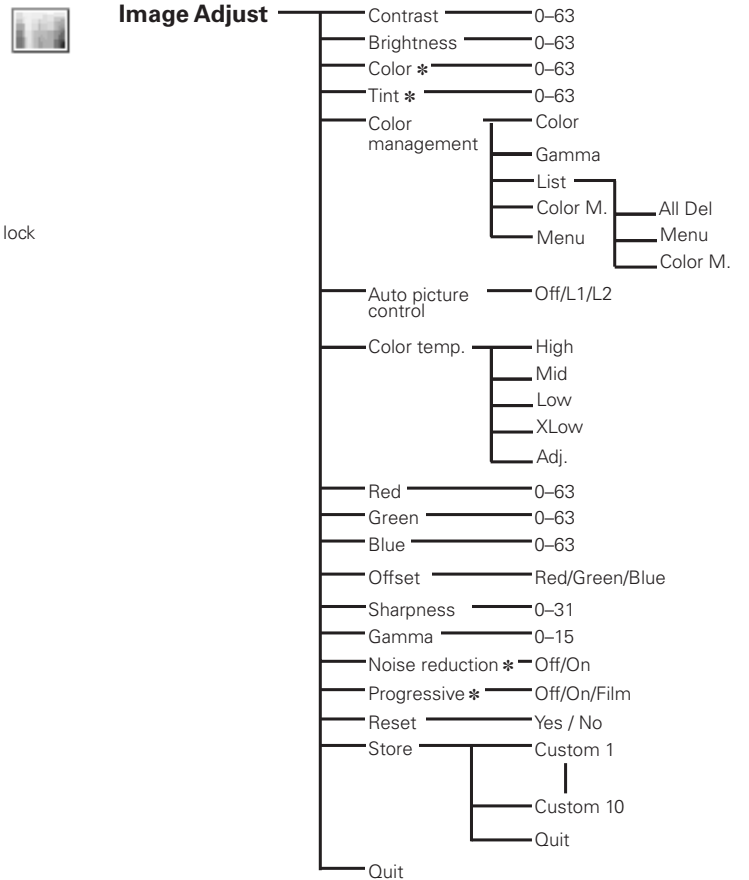 Image Adjust
Contrast 0–63
Brightness 0–63
Color ✻ 0–63
Tint ✻ 0–63
Color management Color
Gamma
List
Color M.
Menu
All Del
Menu
Color M.
lock
Auto picture control Off/L1/L2
Color temp. High
Mid
Low
XLow
Adj.
Red 0–63
Green 0–63
Blue 0–63
Offset Red/Green/Blue
Sharpness 0–31
Gamma 0–15
Noise reduction ✻ Off/On
Progressive ✻ Off/On/Film
Reset Yes / No
Store Custom 1
Custom 10
Quit
Quit